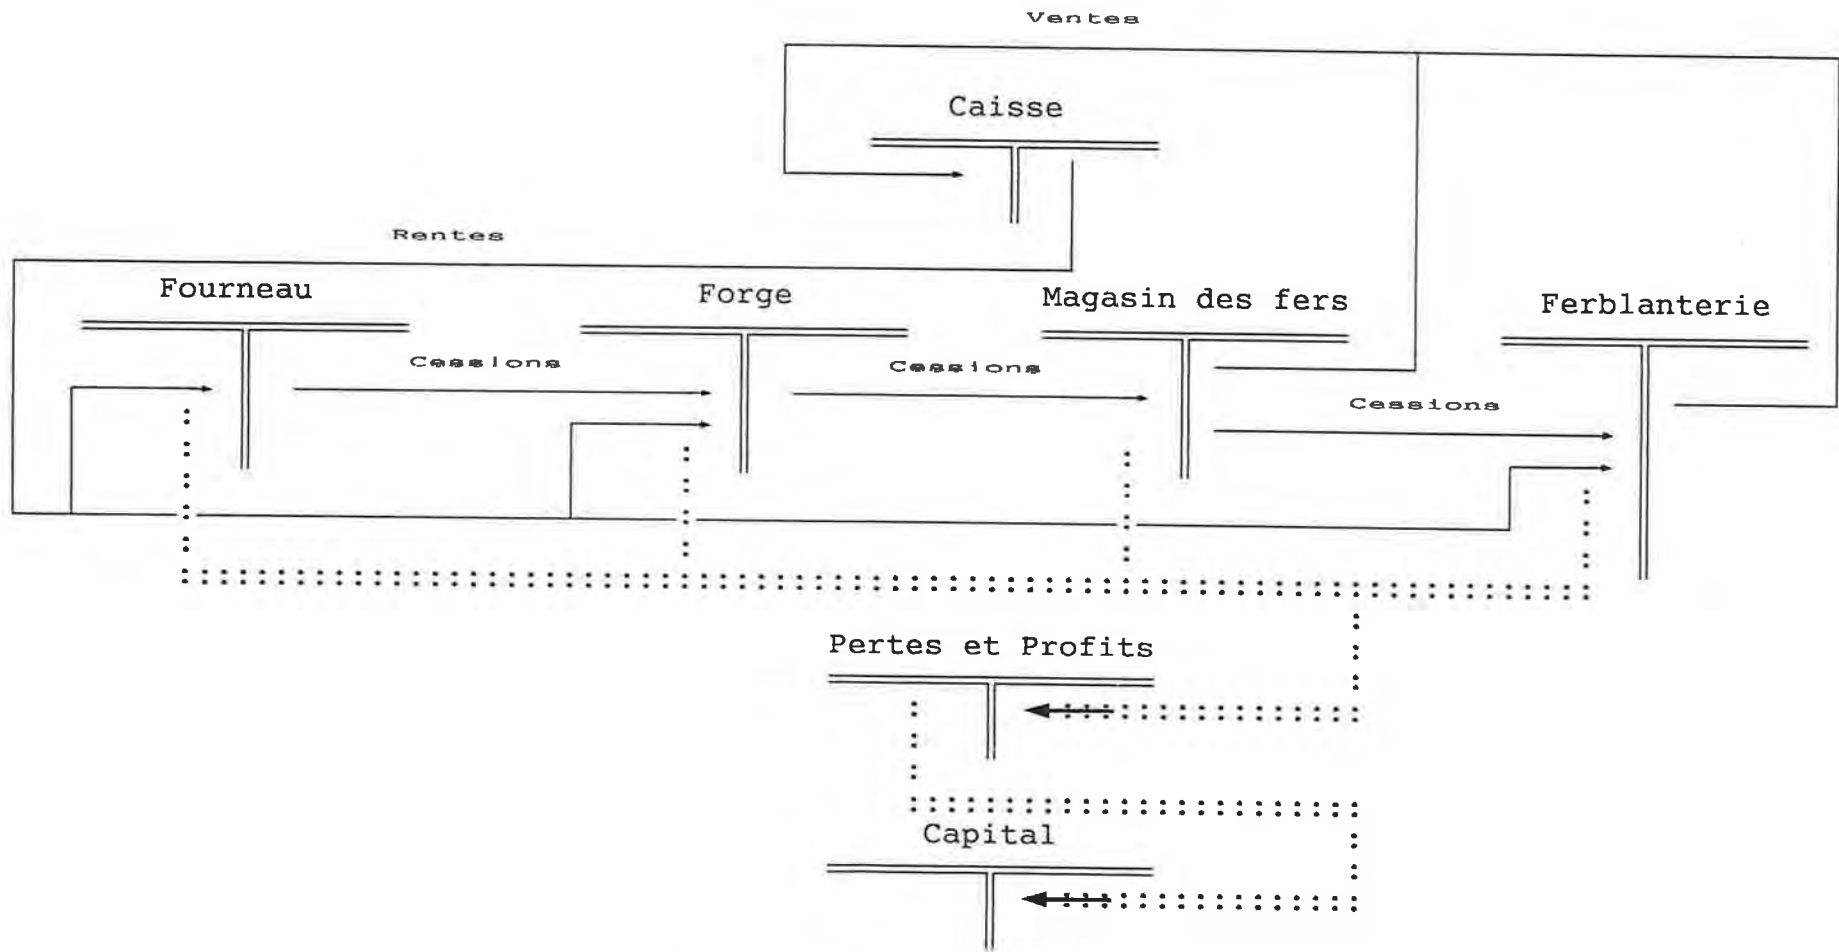 Ventes
Caisse
Rentes
Fourneau
Forge
Magasin des fers
Ferblanterie
Cessions
Cessions
Cessions
Pertes et Profits
Capital